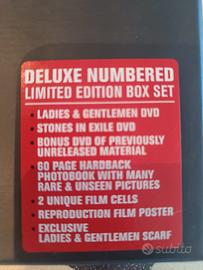 DELUXE NUMBERED
LIMITED EDITION BOX SET
• LADIES & GENTLEMEN DVD
• STONES IN EXILE DVD
• BONUS DVD OF PREVIOUSLY
UNRELEASED MATERIAL
• 60 PAGE HARDBACK
PHOTOBOOK WITH MANY
RARE & UNSEEN PICTURES
• 2 UNIQUE FILM CELLS
• REPRODUCTION FILM POSTER
• EXCLUSIVE
LADIES & GENTLEMEN SCARF
subito